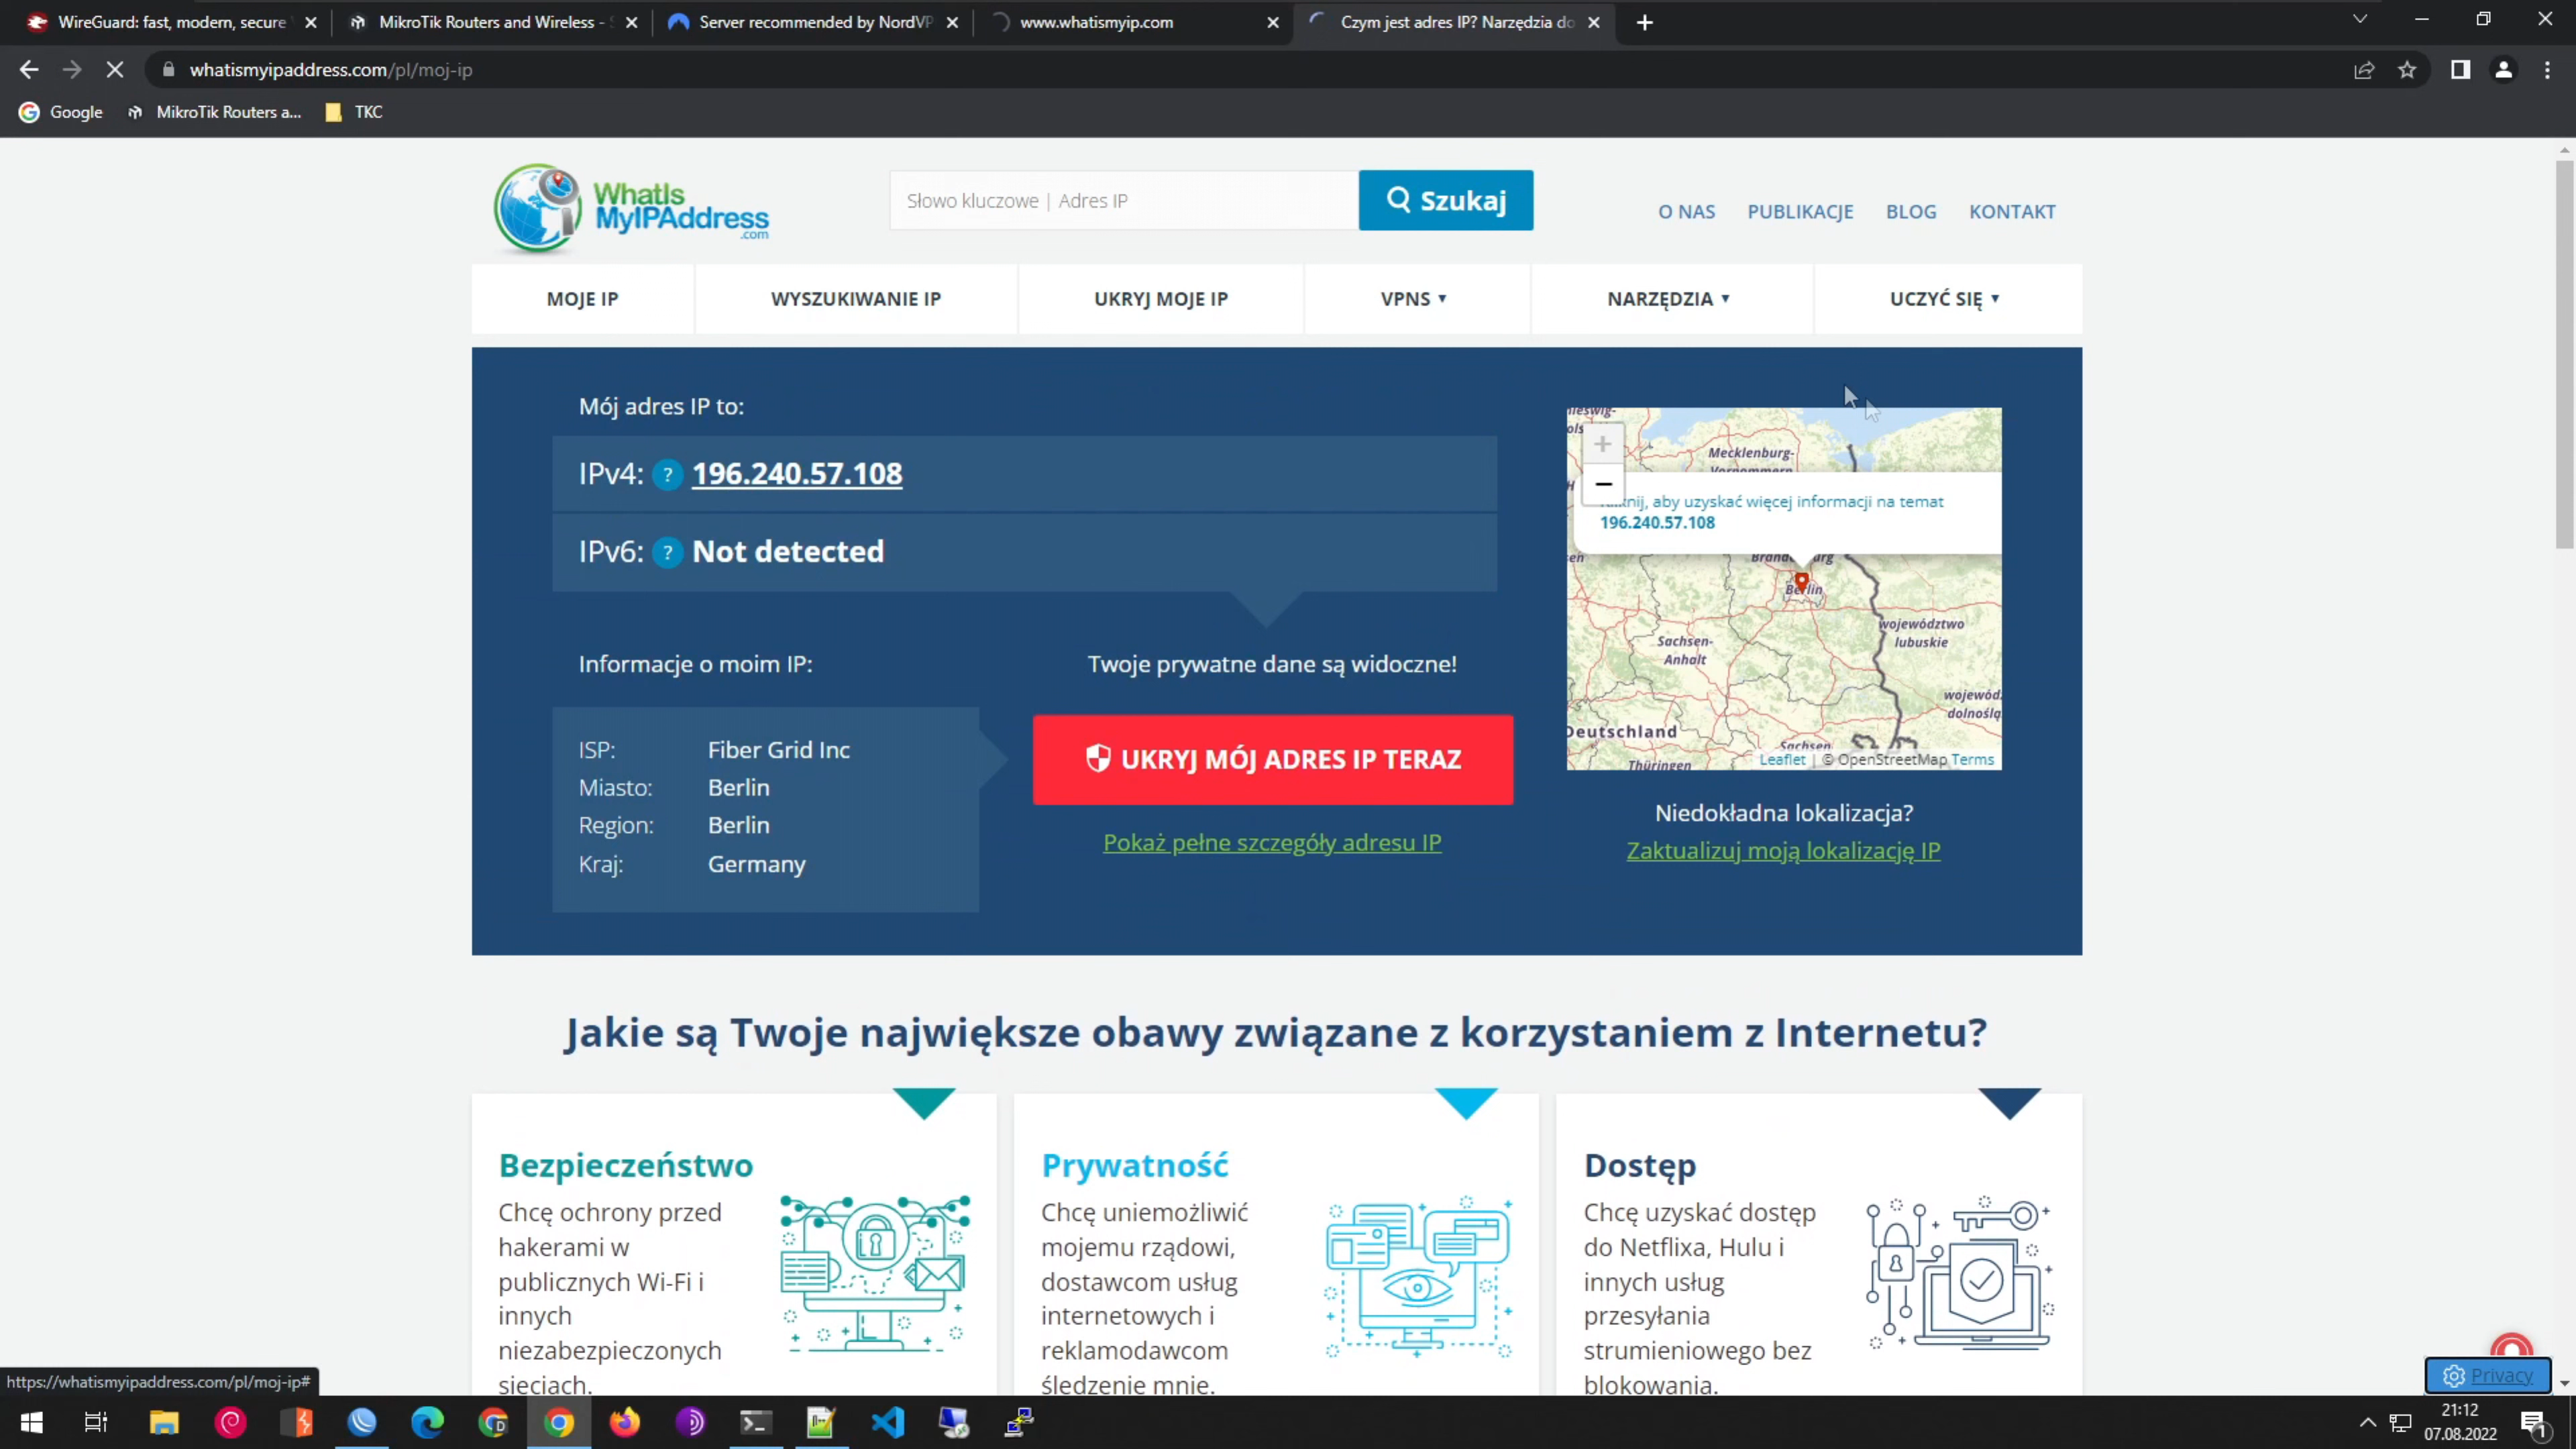 WireGuard: fast, modern, secure
MikroTik Routers and Wireless -
Server recommended by NordVP
www.whatismyip.com
Czym jest adres IP? Narzędzia do
whatismyipaddress.com/pl/moj-ip
Google
MikroTik Routers a...
TKC
WhatIs
MyIPAddress
.com
Słowo kluczowe | Adres IP
Szukaj
O NAS
PUBLIKACJE
BLOG
KONTAKT
MOJE IP
WYSZUKIWANIE IP
UKRYJ MOJE IP
VPNS
NARZĘDZIA
UCZYĆ SIĘ
Mój adres IP to:
IPv4: ? 196.240.57.108
IPv6: ? Not detected
Informacje o moim IP:
ISP: Fiber Grid Inc
Miasto: Berlin
Region: Berlin
Kraj: Germany
Twoje prywatne dane są widoczne!
UKRYJ MÓJ ADRES IP TERAZ
Pokaż pełne szczegóły adresu IP
Mecklenburg-
+
−
aby uzyskać więcej informacji na temat
196.240.57.108
Berlin
województwo
lubuskie
Sachsen-
Anhalt
Deutschland
Thüringen
Leaflet | © OpenStreetMap Terms
Niedokładna lokalizacja?
Zaktualizuj moją lokalizację IP
Jakie są Twoje największe obawy związane z korzystaniem z Internetu?
Bezpieczeństwo
Chcę ochrony przed
hakerami w
publicznych Wi-Fi i
innych
niezabezpieczonych
sieciach.
Prywatność
Chcę uniemożliwić
mojemu rządowi,
dostawcom usług
internetowych i
reklamodawcom
śledzenie mnie.
Dostęp
Chcę uzyskać dostęp
do Netflixa, Hulu i
innych usług
przesyłania
strumieniowego bez
blokowania.
Privacy
https://whatismyipaddress.com/pl/moj-ip#
21:12
07.08.2022
1